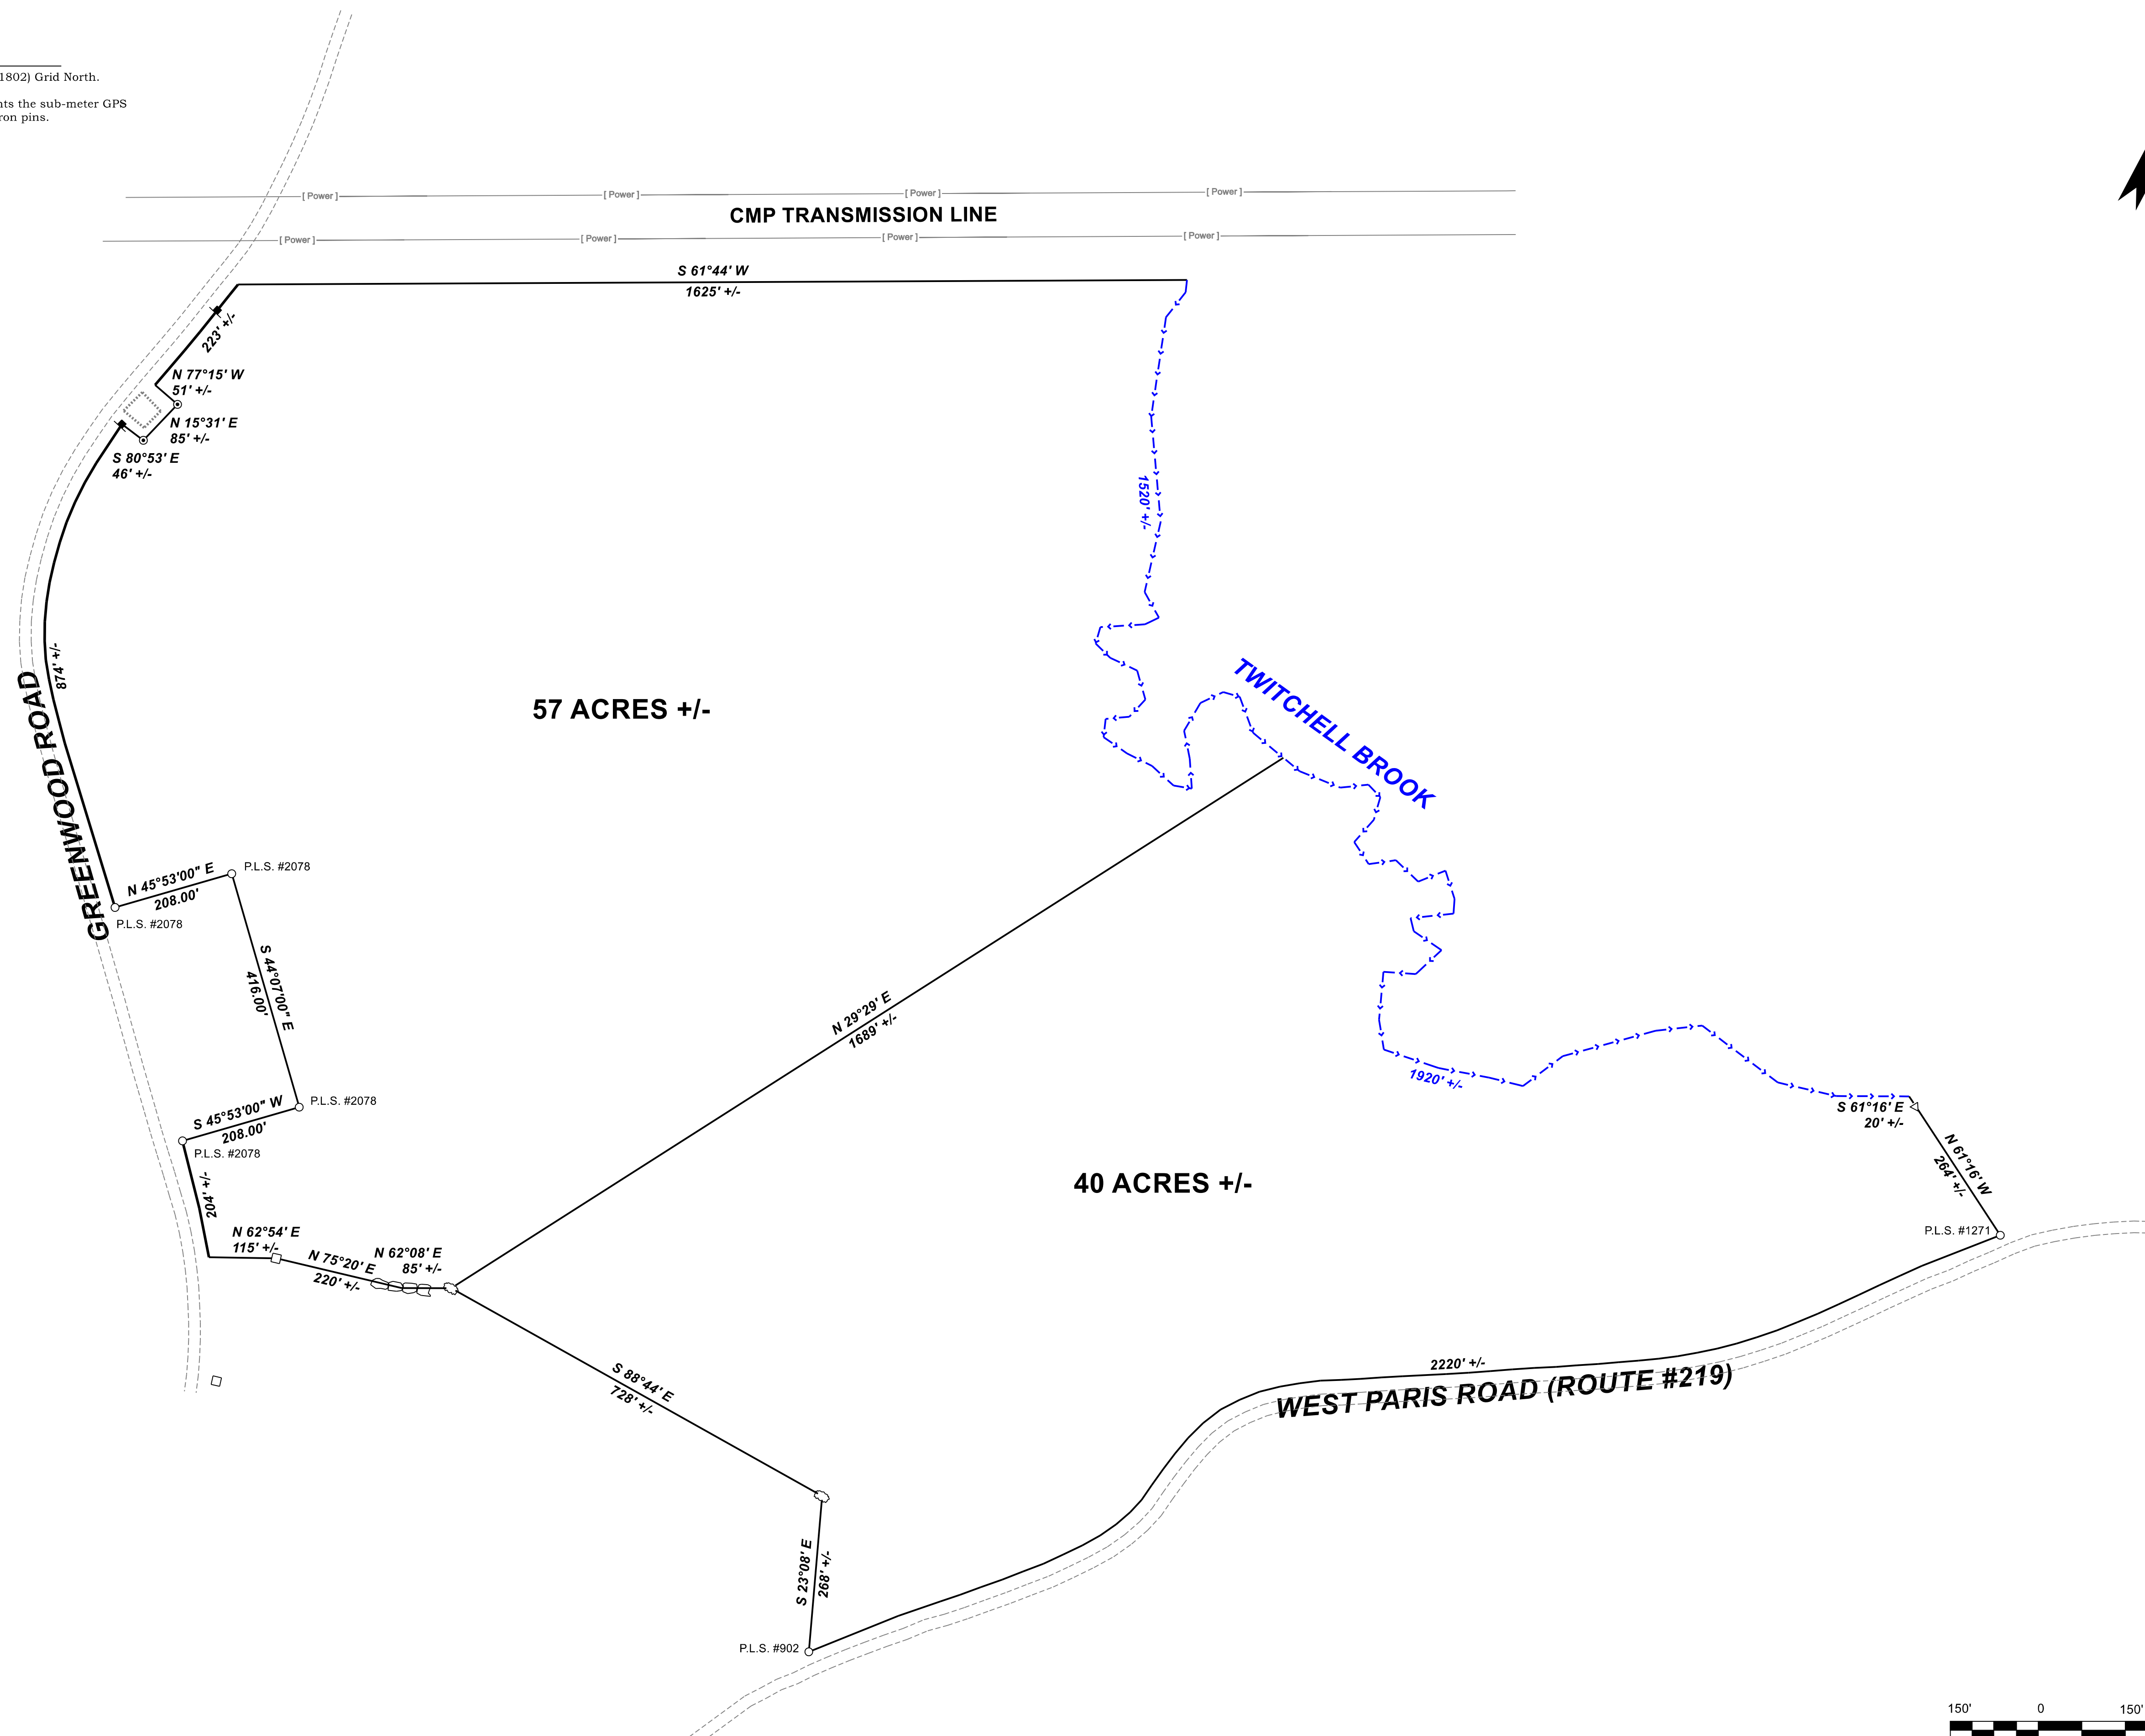 1802) Grid North.
nts the sub-meter GPS
ron pins.
[ Power ] [ Power ] [ Power ] [ Power ]
CMP TRANSMISSION LINE
[ Power ] [ Power ] [ Power ] [ Power ]
S 61°44' W
1625' +/-
223' +/-
N 77°15' W
51' +/-
N 15°31' E
85' +/-
S 80°53' E
46' +/-
1520' +/-
874' +/-
GREENWOOD ROAD
57 ACRES +/-
TWITCHELL BROOK
N 45°53'00" E
208.00'
P.L.S. #2078
P.L.S. #2078
S 44°07'00" E
416.00'
N 29°29' E
1689' +/-
1920' +/-
S 45°53'00" W
208.00'
P.L.S. #2078
P.L.S. #2078
204' +/-
S 61°16' E
20' +/-
N 61°16' W
264' +/-
40 ACRES +/-
P.L.S. #1271
N 62°54' E
115' +/-
N 75°20' E
220' +/-
N 62°08' E
85' +/-
S 88°44' E
728' +/-
2220' +/-
WEST PARIS ROAD (ROUTE #219)
S 23°08' E
268' +/-
P.L.S. #902
150' 0 150'